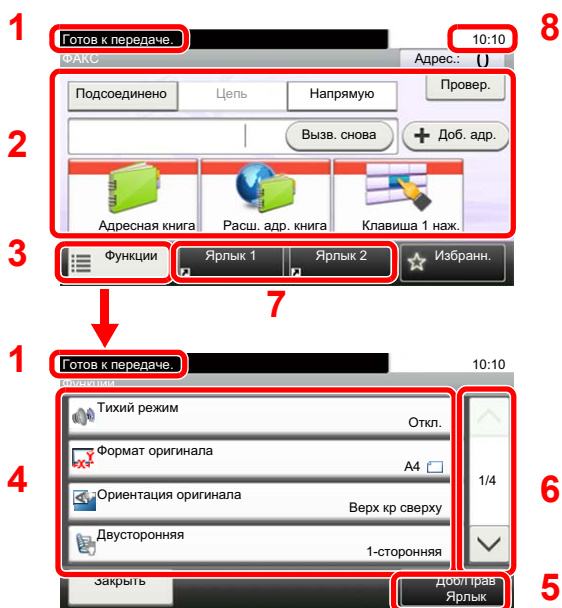 1
Готов к передаче.
10:10
8
ФАКС
Адрес.:
()
Подсоединено
Цепь
Напрямую
Провер.
2
Вызв. снова
Доб. адр.
Адресная книга
Расш. адр. книга
Клавиша 1 наж.
3
Функции
Ярлык 1
Ярлык 2
Избранн.
7
1
Готов к передаче.
10:10
Функции
4
Тихий режим
Откл.
Формат оригинала
A4
Ориентация оригинала
Верх кр сверху
Двусторонняя
1-сторонняя
1/4
6
Закрыть
Доб/Прав
Ярлык
5